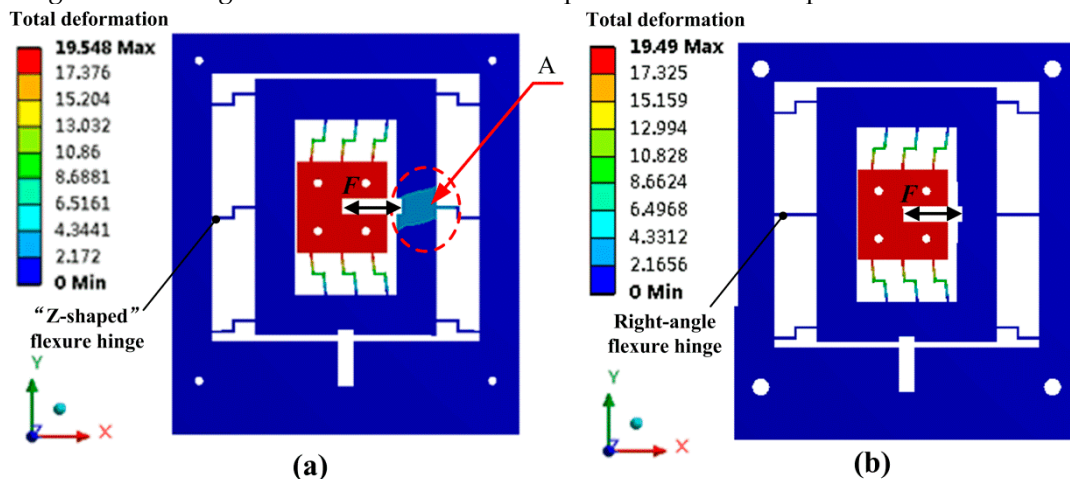 Total deformation
19.548 Max
17.376
15.204
13.032
10.86
8.6881
6.5161
4.3441
2.172
0 Min
A
F
“Z-shaped”
flexure hinge
Y
Z
X
(a)
Total deformation
19.49 Max
17.325
15.159
12.994
10.828
8.6624
6.4968
4.3312
2.1656
0 Min
F
Right-angle
flexure hinge
Y
Z
X
(b)